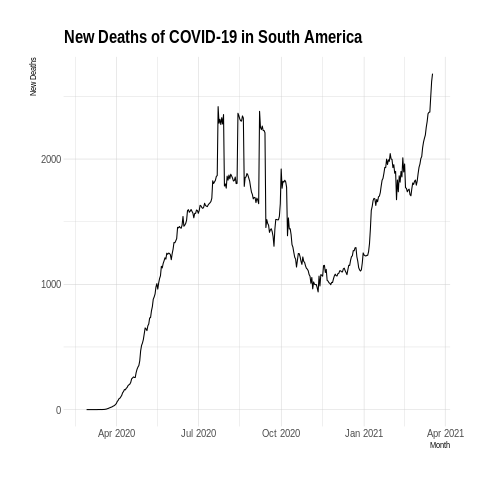 New Deaths of COVID-19 in South America
New Deaths
2000
1000
0
Apr 2020 Jul 2020 Oct 2020 Jan 2021 Apr 2021
Month